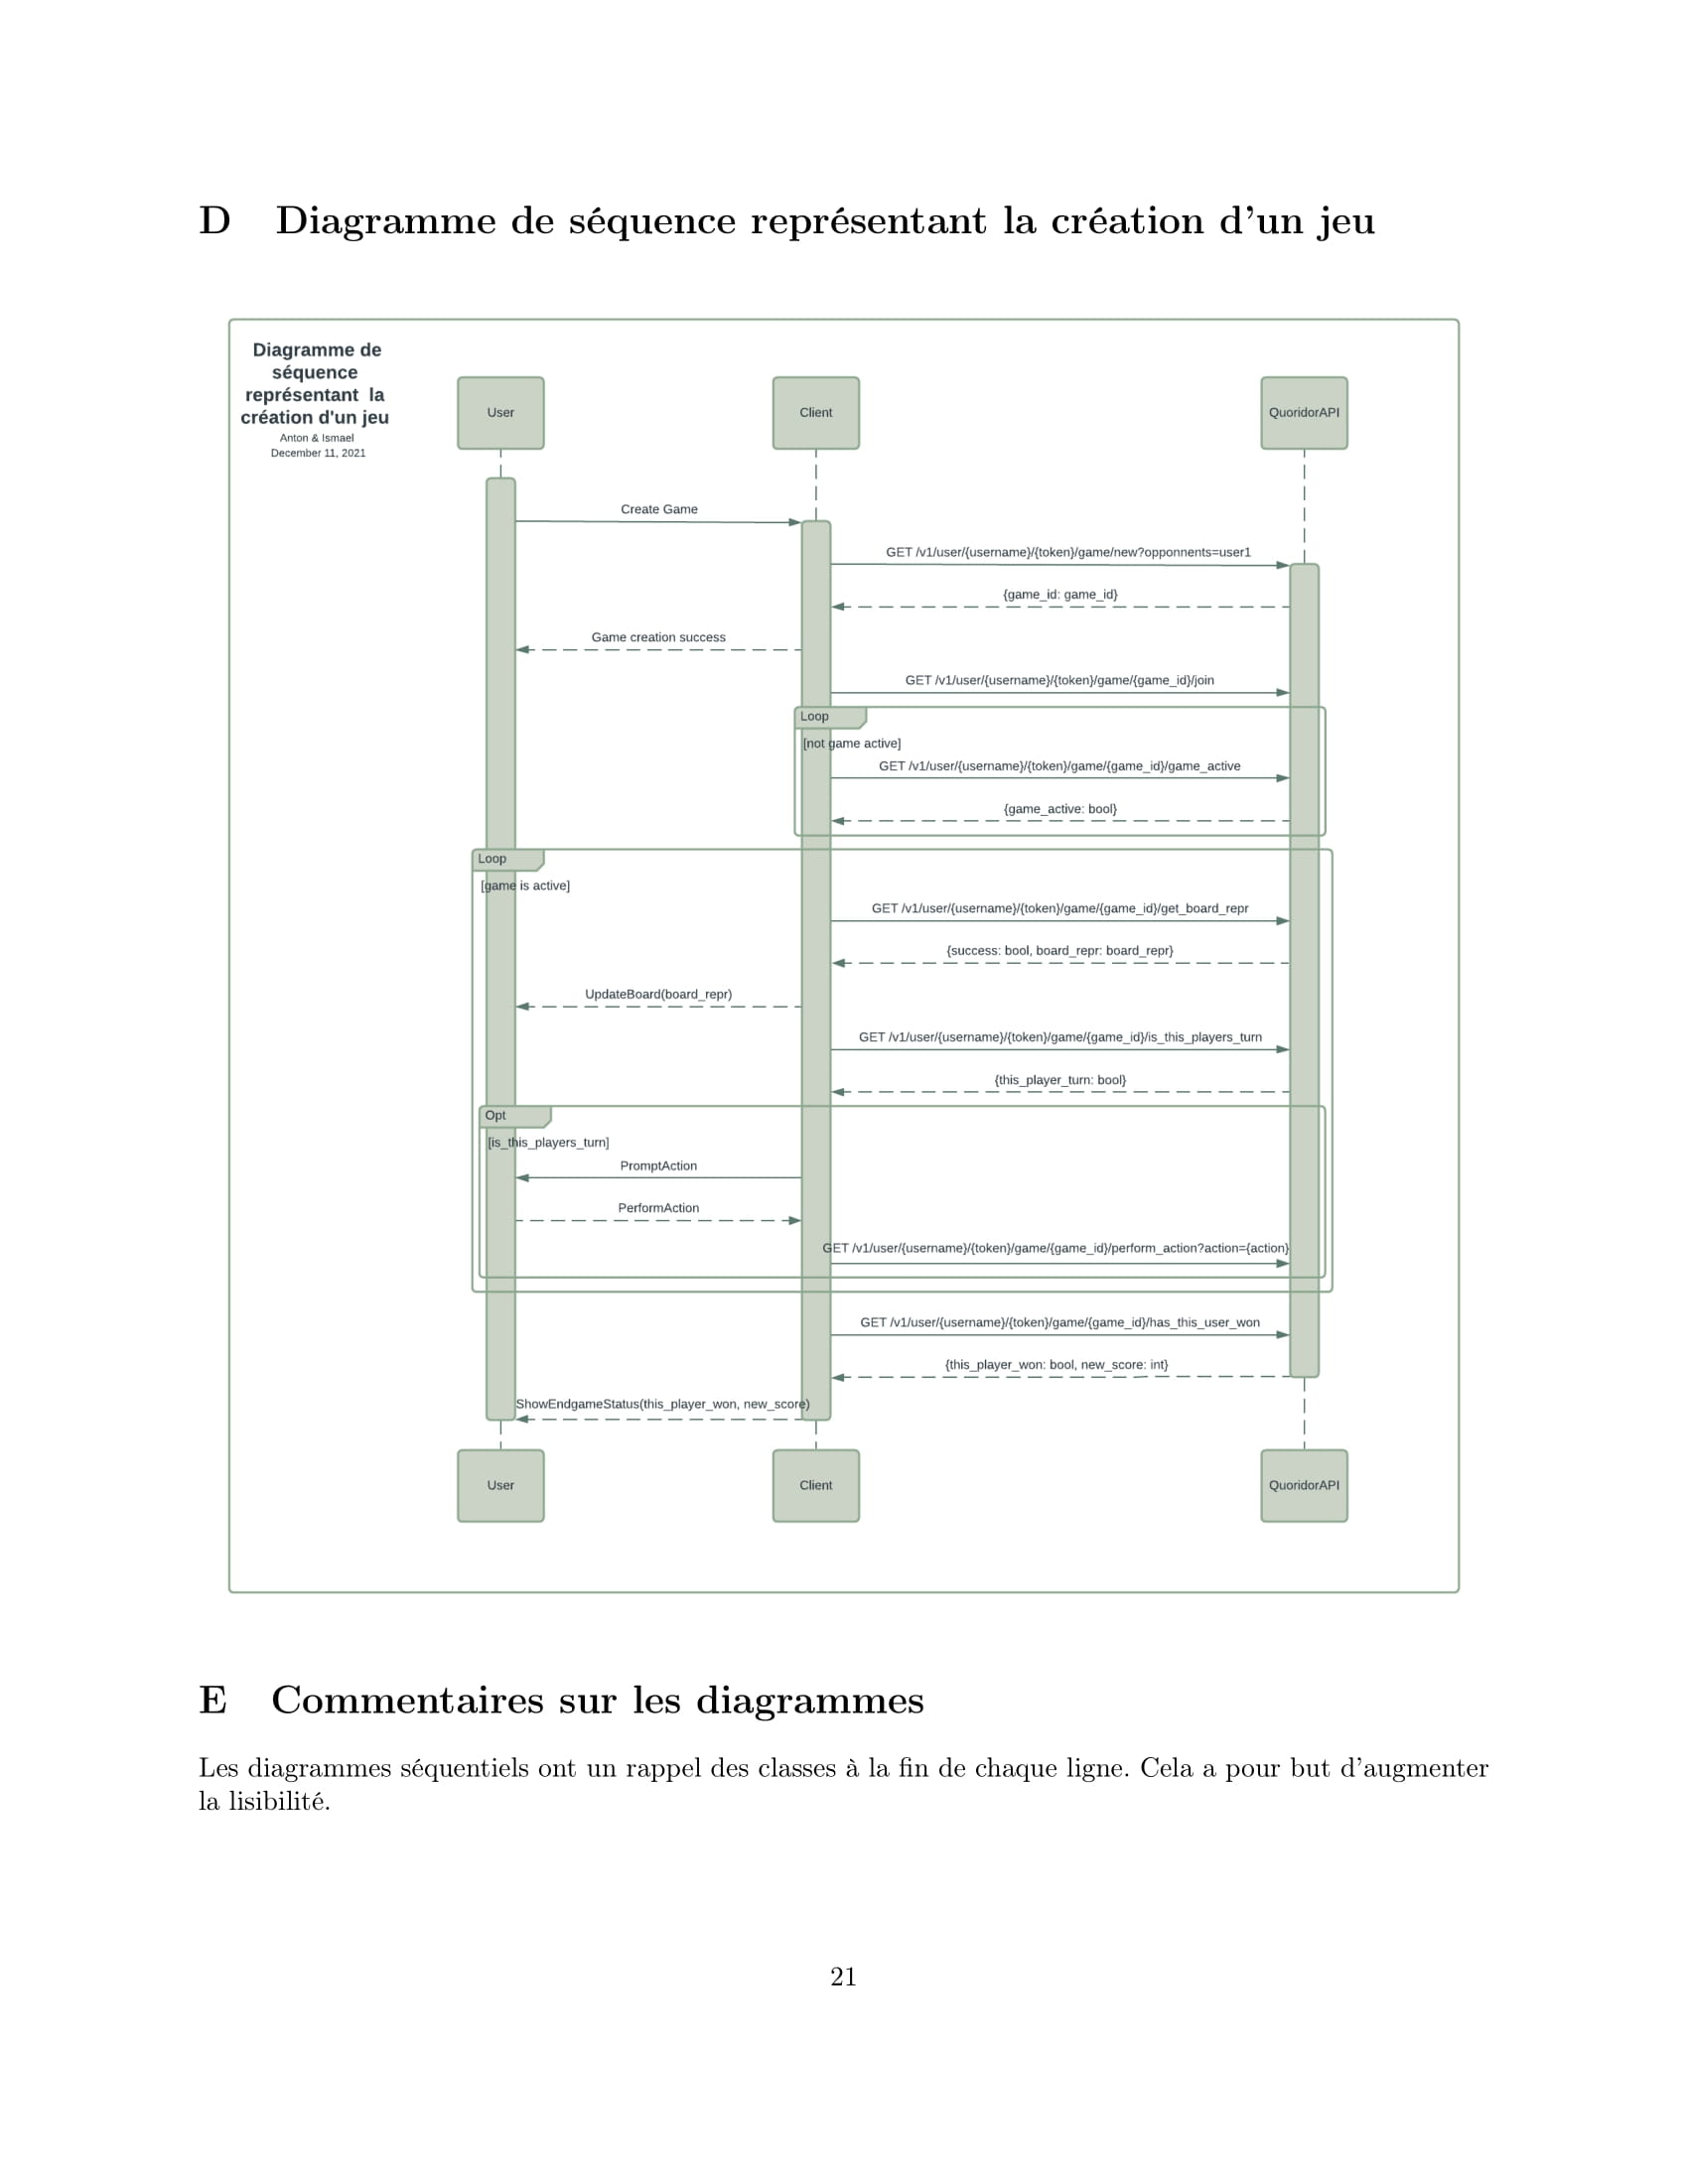 D Diagramme de séquence représentant la création d'un jeu
Diagramme de
séquence
représentant la
création d'un jeu
Anton & Ismael
December 11, 2021
User
Client
QuoridorAPI
Create Game
GET /v1/user/{username}/{token}/game/new?opponnents=user1
{game_id: game_id}
Game creation success
GET /v1/user/{username}/{token}/game/{game_id}/join
Loop
[not game active]
GET /v1/user/{username}/{token}/game/{game_id}/game_active
{game_active: bool}
Loop
[game is active]
GET /v1/user/{username}/{token}/game/{game_id}/get_board_repr
{success: bool, board_repr: board_repr}
UpdateBoard(board_repr)
GET /v1/user/{username}/{token}/game/{game_id}/is_this_players_turn
{this_player_turn: bool}
Opt
[is_this_players_turn]
PromptAction
PerformAction
GET /v1/user/{username}/{token}/game/{game_id}/perform_action?action={action}
GET /v1/user/{username}/{token}/game/{game_id}/has_this_user_won
{this_player_won: bool, new_score: int}
ShowEndgameStatus(this_player_won, new_score)
User
Client
QuoridorAPI
E Commentaires sur les diagrammes
Les diagrammes séquentiels ont un rappel des classes à la fin de chaque ligne. Cela a pour but d'augmenter
la lisibilité.
21